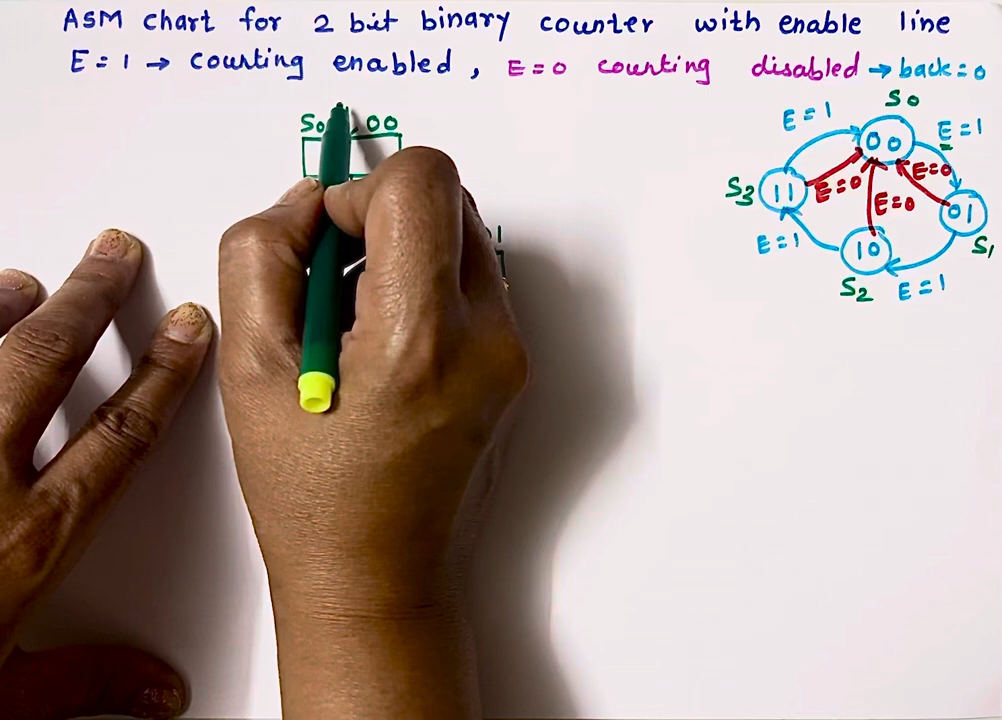 ASM chart for 2 bit binary counter with enable line
E = 1 → counting enabled , E = 0 counting disabled → back = 0
S0 , 00
S0
E = 1
00
E = 1
E = 0
E = 0
E = 0
S3
11
01
S1
E = 1
10
S2
E = 1